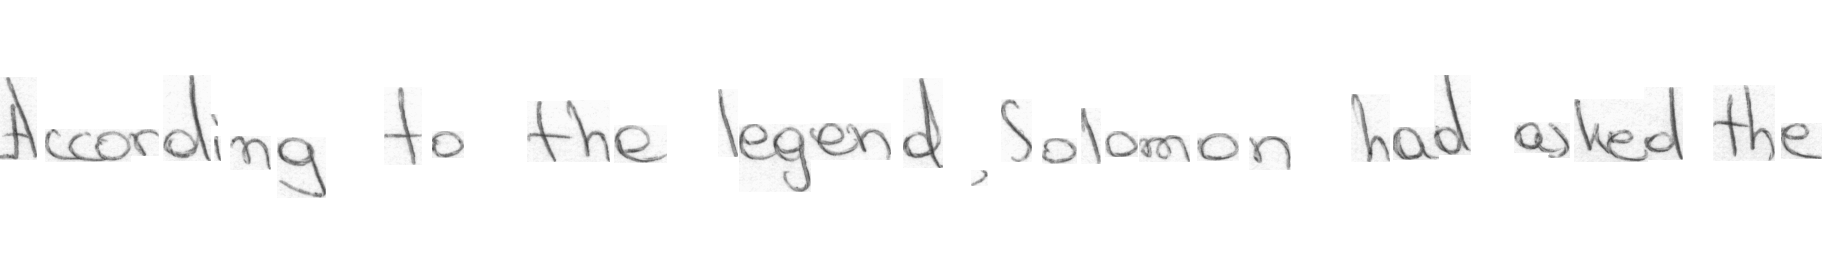 According to the legend, Solomon had asked the